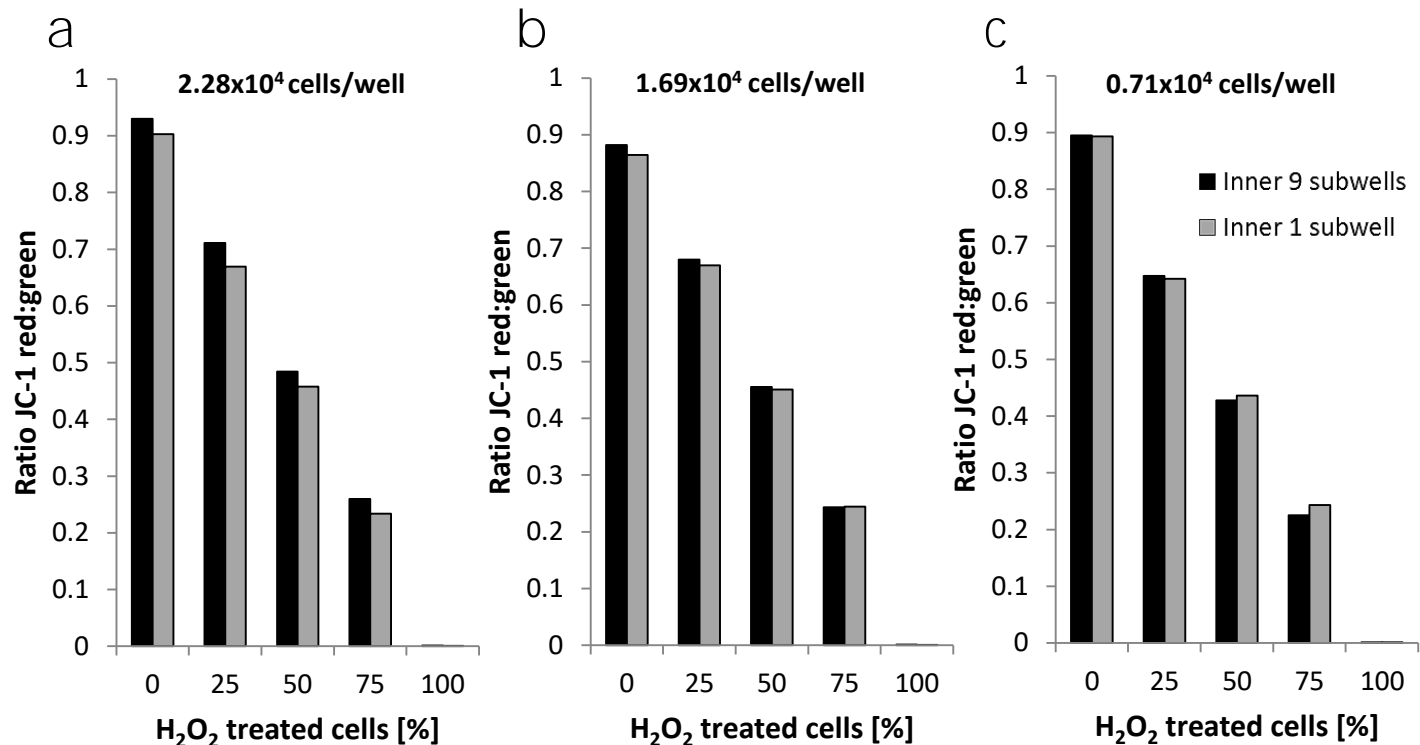 a
2.28x10⁴ cells/well
Ratio JC-1 red:green
1
0.9
0.8
0.7
0.6
0.5
0.4
0.3
0.2
0.1
0
0 25 50 75 100
H₂O₂ treated cells [%]
b
1.69x10⁴ cells/well
Ratio JC-1 red:green
1
0.9
0.8
0.7
0.6
0.5
0.4
0.3
0.2
0.1
0
0 25 50 75 100
H₂O₂ treated cells [%]
c
0.71x10⁴ cells/well
Ratio JC-1 red:green
1
0.9
0.8
0.7
0.6
0.5
0.4
0.3
0.2
0.1
0
Inner 9 subwells
Inner 1 subwell
0 25 50 75 100
H₂O₂ treated cells [%]